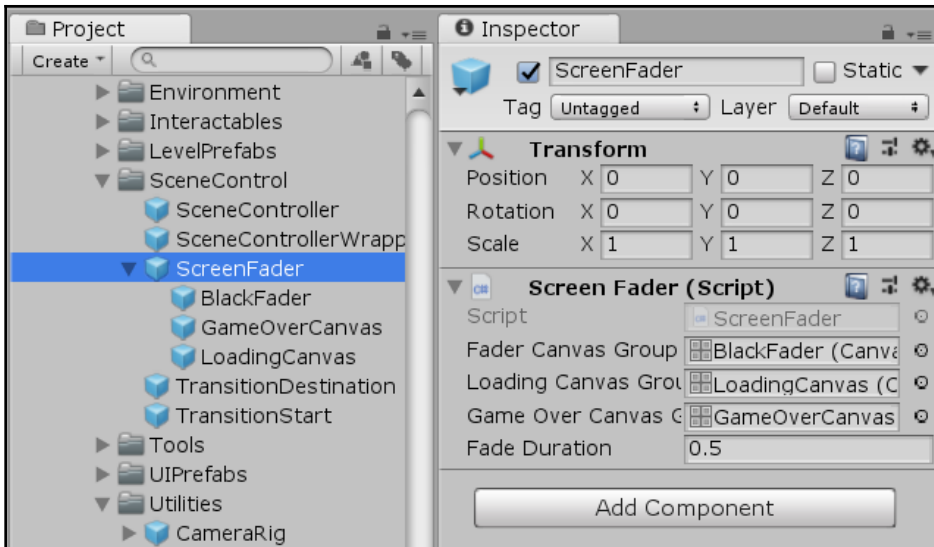 Project
Create
Environment
Interactables
LevelPrefabs
SceneControl
SceneController
SceneControllerWrapp
ScreenFader
BlackFader
GameOverCanvas
LoadingCanvas
TransitionDestination
TransitionStart
Tools
UIPrefabs
Utilities
CameraRig
Inspector
ScreenFader Static
Tag Untagged Layer Default
Transform
Position X 0 Y 0 Z 0
Rotation X 0 Y 0 Z 0
Scale X 1 Y 1 Z 1
Screen Fader (Script)
Script ScreenFader
Fader Canvas Group BlackFader (Canva
Loading Canvas Grou LoadingCanvas (C
Game Over Canvas G GameOverCanvas
Fade Duration 0.5
Add Component